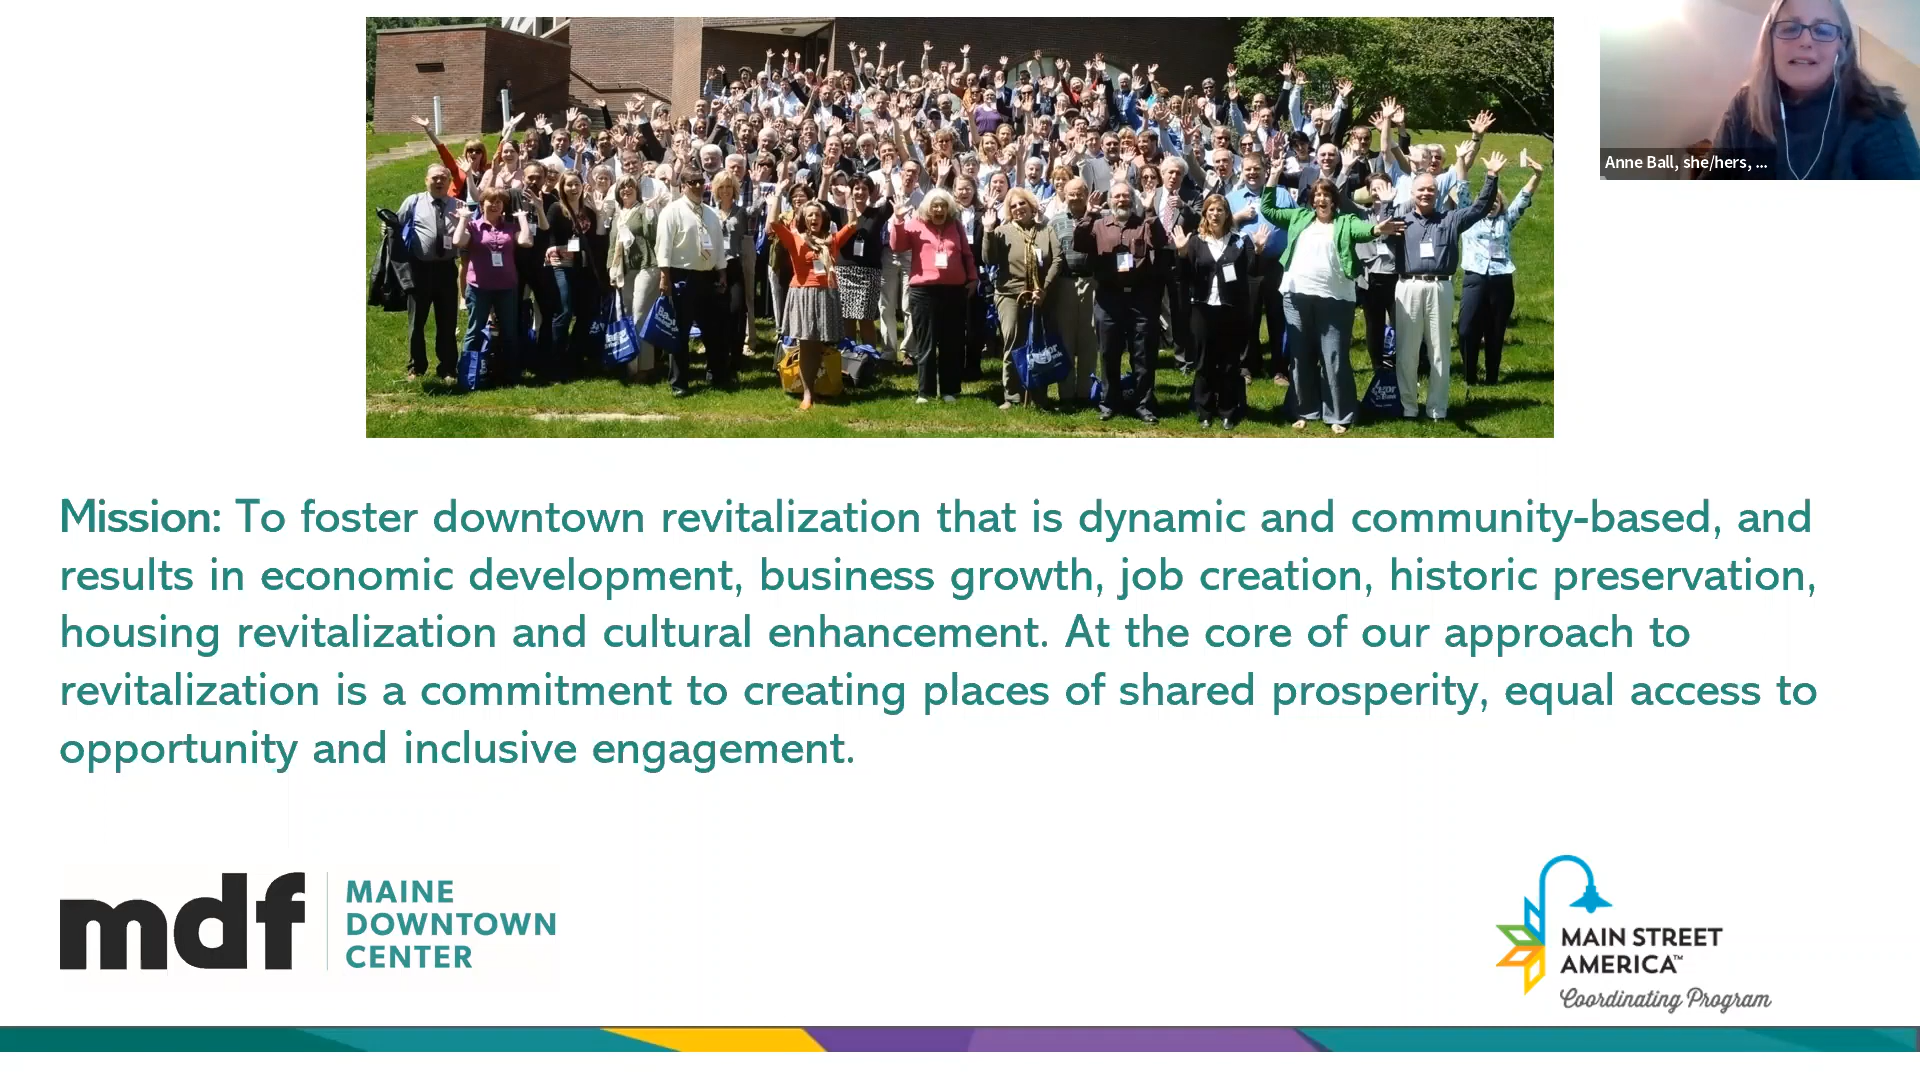 Anne Ball, she/hers, ...
Mission: To foster downtown revitalization that is dynamic and community-based, and
results in economic development, business growth, job creation, historic preservation,
housing revitalization and cultural enhancement. At the core of our approach to
revitalization is a commitment to creating places of shared prosperity, equal access to
opportunity and inclusive engagement.
mdf
MAINE
DOWNTOWN
CENTER
MAIN STREET
AMERICA™
Coordinating Program